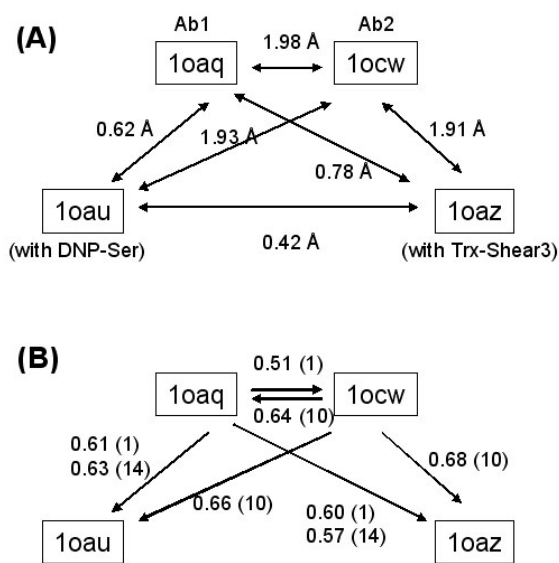 (A)
Ab1 Ab2
1oaq 1.98 Å 1ocw
0.62 Å 1.93 Å 0.78 Å 1.91 Å
1oau 1oaz
(with DNP-Ser) 0.42 Å (with Trx-Shear3)
(B)
0.51 (1)
1oaq 1ocw
0.64 (10)
0.61 (1)
0.63 (14) 0.68 (10)
0.66 (10) 0.60 (1)
0.57 (14)
1oau 1oaz